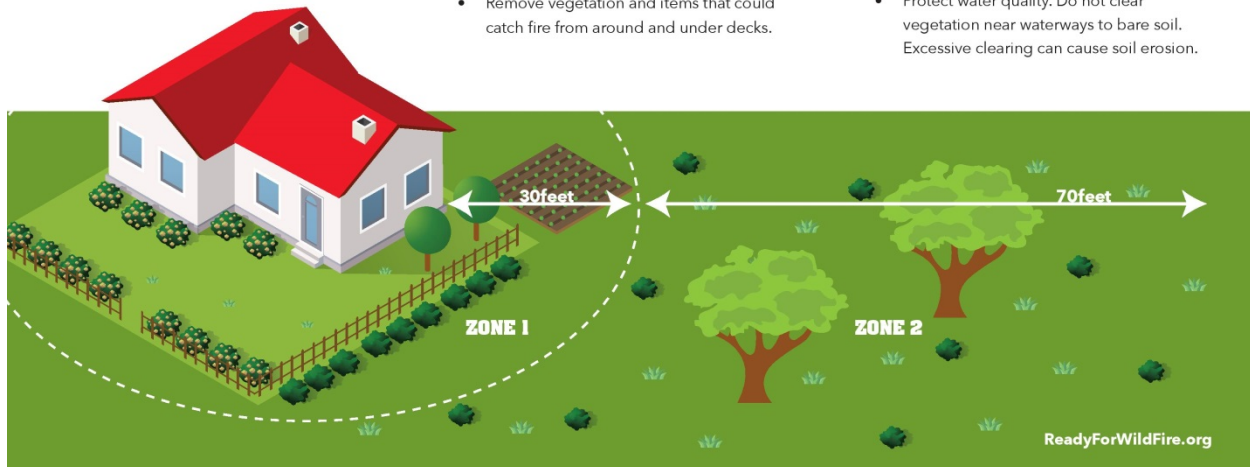 • Remove vegetation and items that could
catch fire from around and under decks.
• Protect water quality. Do not clear
vegetation near waterways to bare soil.
Excessive clearing can cause soil erosion.
30feet
70feet
ZONE 1
ZONE 2
ReadyForWildFire.org